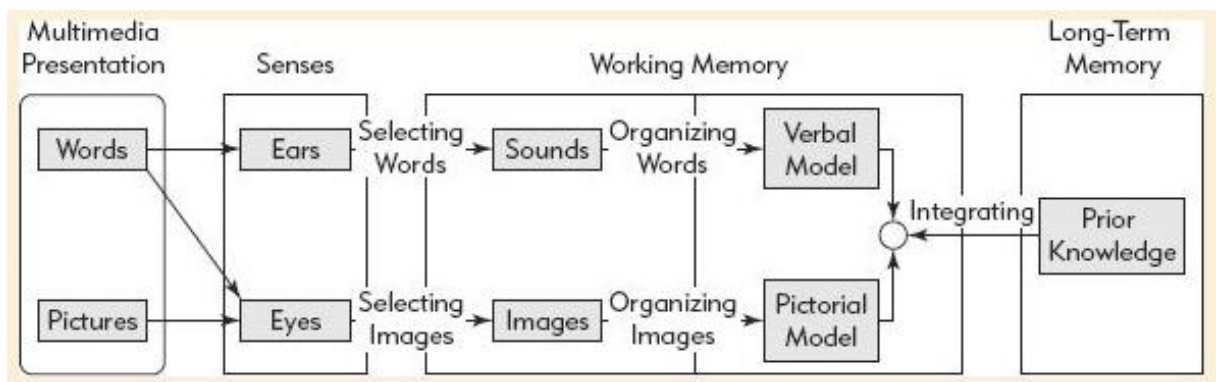 Multimedia
Presentation
Senses
Working Memory
Long-Term
Memory
Words
Ears
Selecting
Words
Sounds
Organizing
Words
Verbal
Model
Integrating
Prior
Knowledge
Pictures
Eyes
Selecting
Images
Images
Organizing
Images
Pictorial
Model